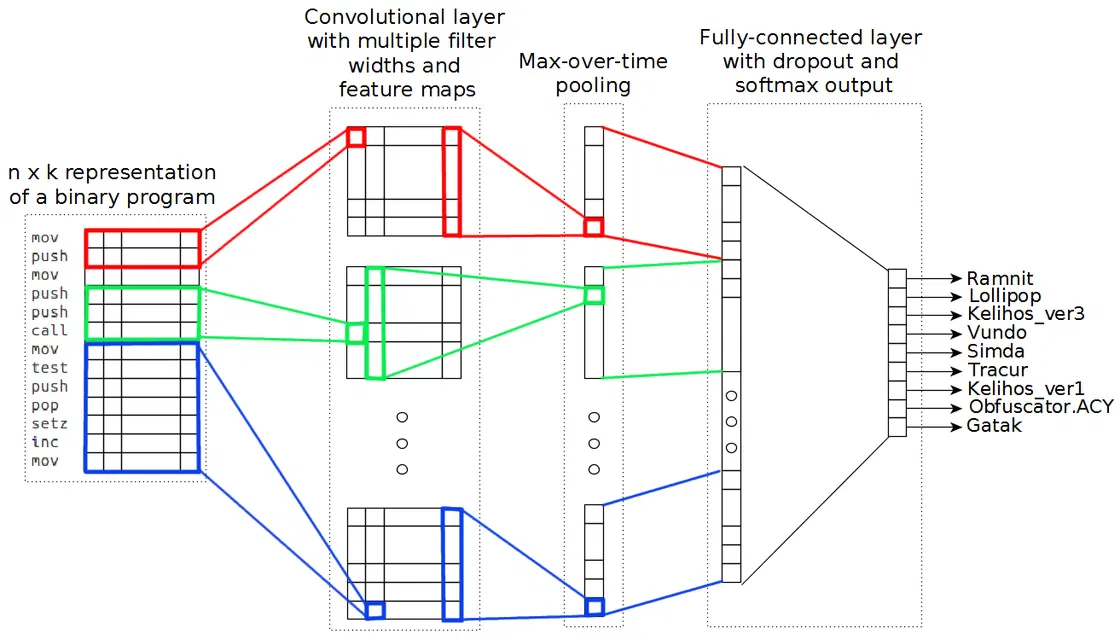 Convolutional layer
with multiple filter
widths and
feature maps
Max-over-time
pooling
Fully-connected layer
with dropout and
softmax output
n x k representation
of a binary program
mov
push
mov
push
push
call
mov
test
push
pop
setz
inc
mov
Ramnit
Lollipop
Kelihos_ver3
Vundo
Simda
Tracur
Kelihos_ver1
Obfuscator.ACY
Gatak